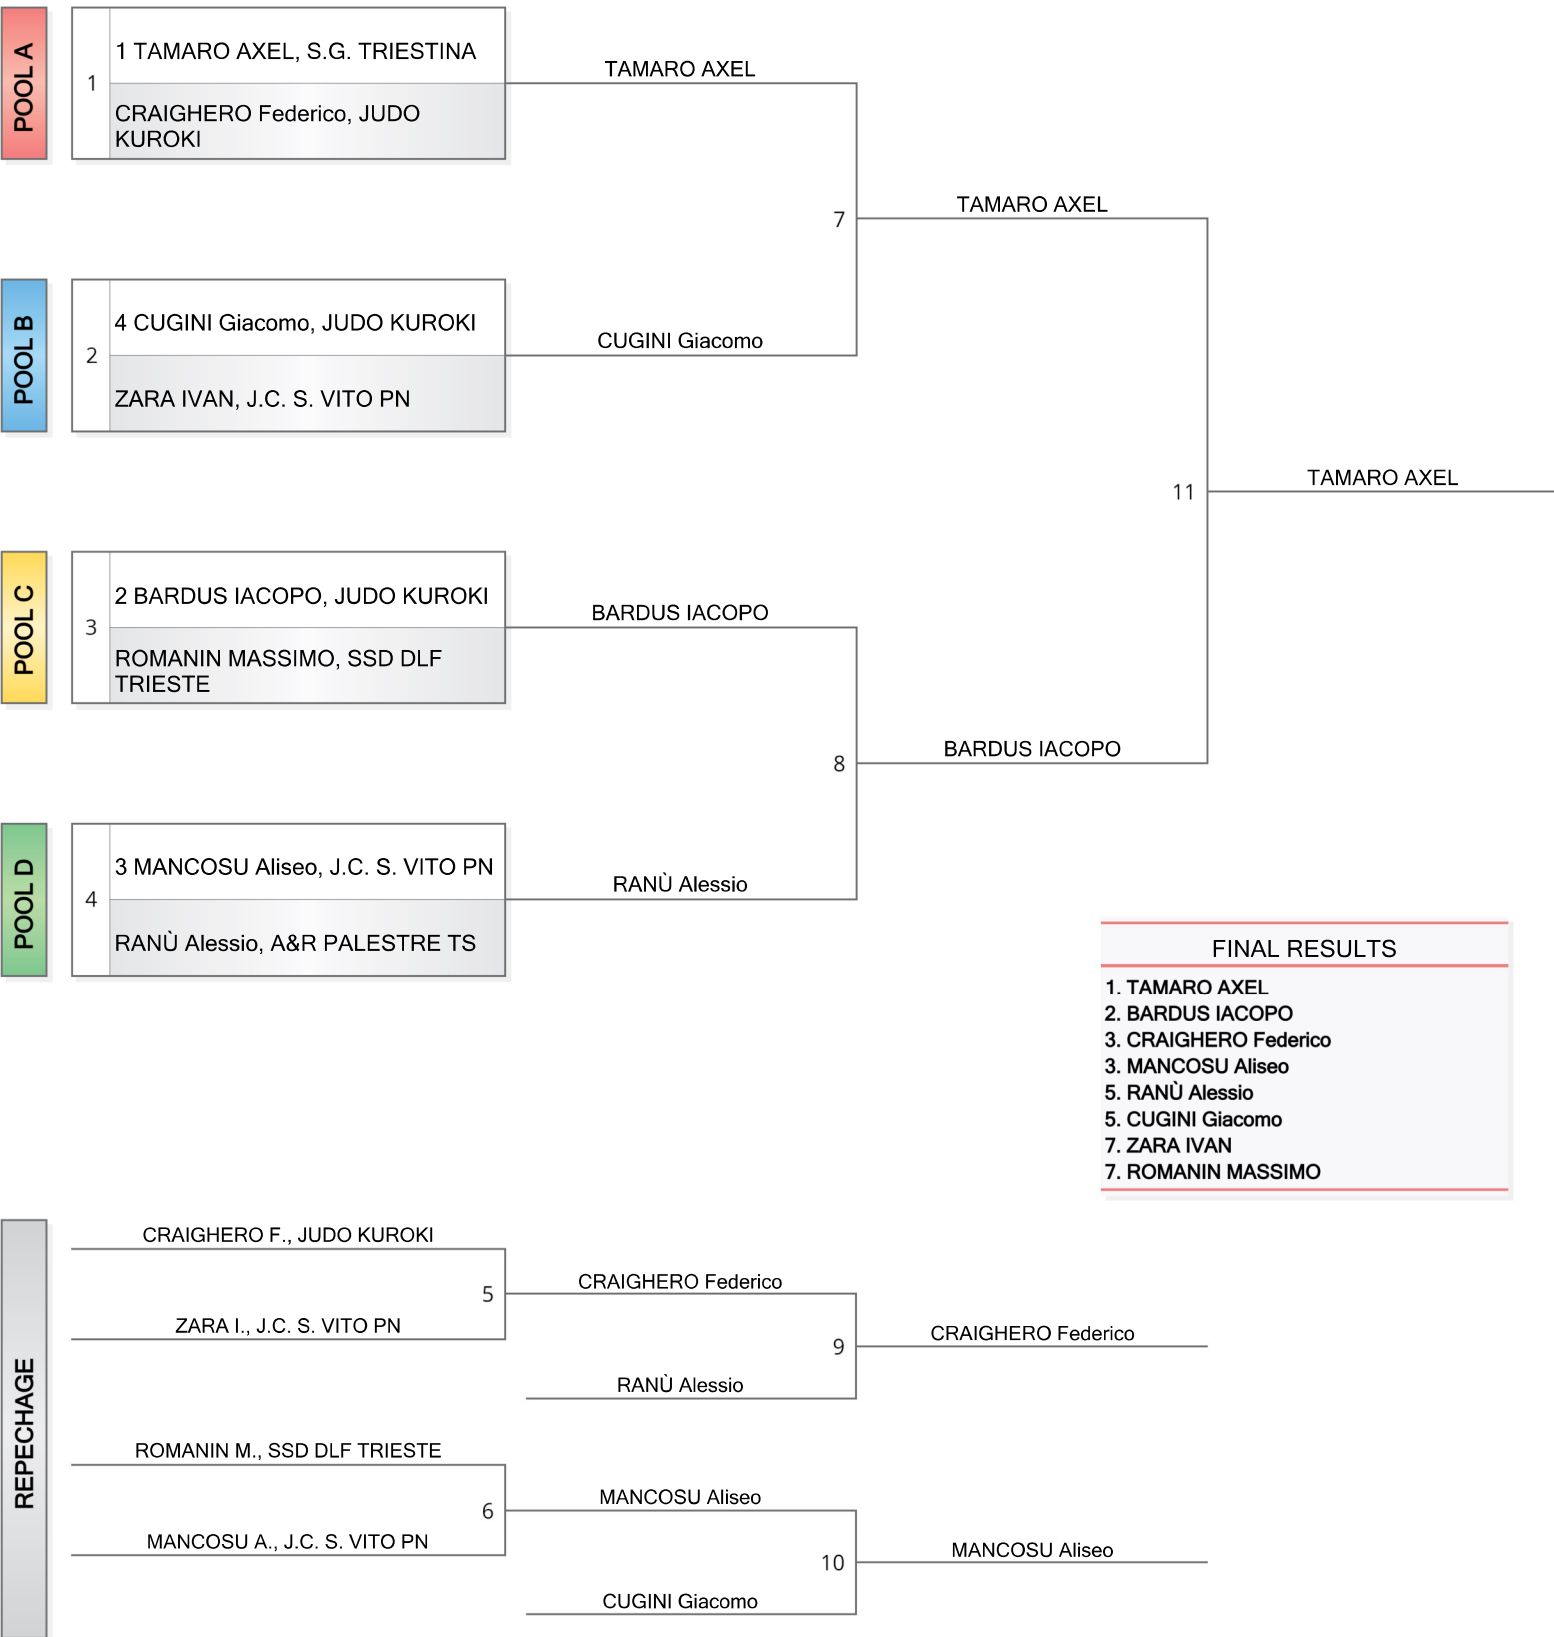 POOL A
1
1 TAMARO AXEL, S.G. TRIESTINA
CRAIGHERO Federico, JUDO
KUROKI
TAMARO AXEL
7
TAMARO AXEL
POOL B
2
4 CUGINI Giacomo, JUDO KUROKI
ZARA IVAN, J.C. S. VITO PN
CUGINI Giacomo
11
TAMARO AXEL
POOL C
3
2 BARDUS IACOPO, JUDO KUROKI
ROMANIN MASSIMO, SSD DLF
TRIESTE
BARDUS IACOPO
8
BARDUS IACOPO
POOL D
4
3 MANCOSU Aliseo, J.C. S. VITO PN
RANÙ Alessio, A&R PALESTRE TS
RANÙ Alessio
FINAL RESULTS
1. TAMARO AXEL
2. BARDUS IACOPO
3. CRAIGHERO Federico
3. MANCOSU Aliseo
5. RANÙ Alessio
5. CUGINI Giacomo
7. ZARA IVAN
7. ROMANIN MASSIMO
REPECHAGE
CRAIGHERO F., JUDO KUROKI
5
ZARA I., J.C. S. VITO PN
CRAIGHERO Federico
9
RANÙ Alessio
CRAIGHERO Federico
ROMANIN M., SSD DLF TRIESTE
6
MANCOSU A., J.C. S. VITO PN
MANCOSU Aliseo
10
CUGINI Giacomo
MANCOSU Aliseo